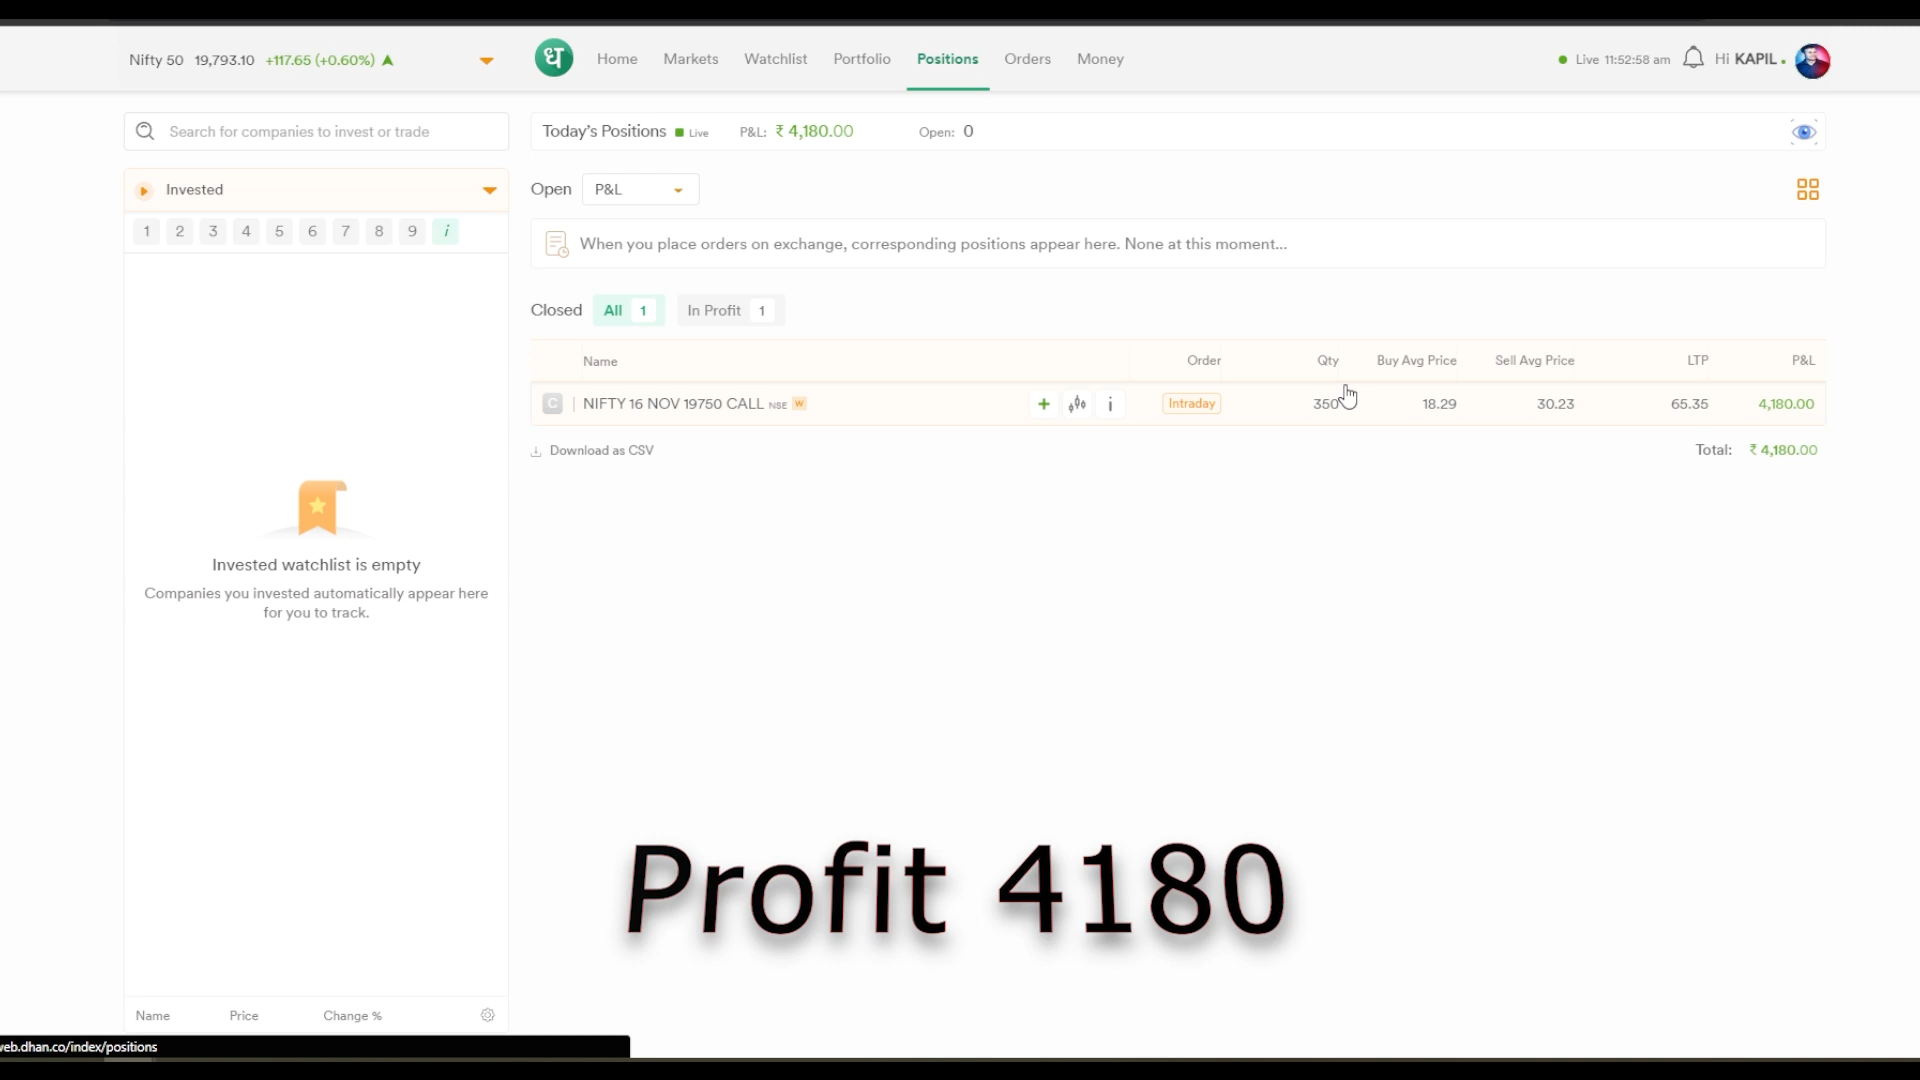 Nifty 50 19,793.10 +117.65 (+0.60%)
ध Home Markets Watchlist Portfolio Positions Orders Money
Live 11:52:58 am Hi KAPIL
Search for companies to invest or trade
Invested
1 2 3 4 5 6 7 8 9 i
Invested watchlist is empty
Companies you invested automatically appear here
for you to track.
Name Price Change %
Today's Positions Live P&L: ₹ 4,180.00 Open: 0
Open P&L
When you place orders on exchange, corresponding positions appear here. None at this moment...
Closed All 1 In Profit 1
Name Order Qty Buy Avg Price Sell Avg Price LTP P&L
C NIFTY 16 NOV 19750 CALL NSE W + i Intraday 350 18.29 30.23 65.35 4,180.00
Download as CSV Total: ₹ 4,180.00
Profit 4180
web.dhan.co/index/positions